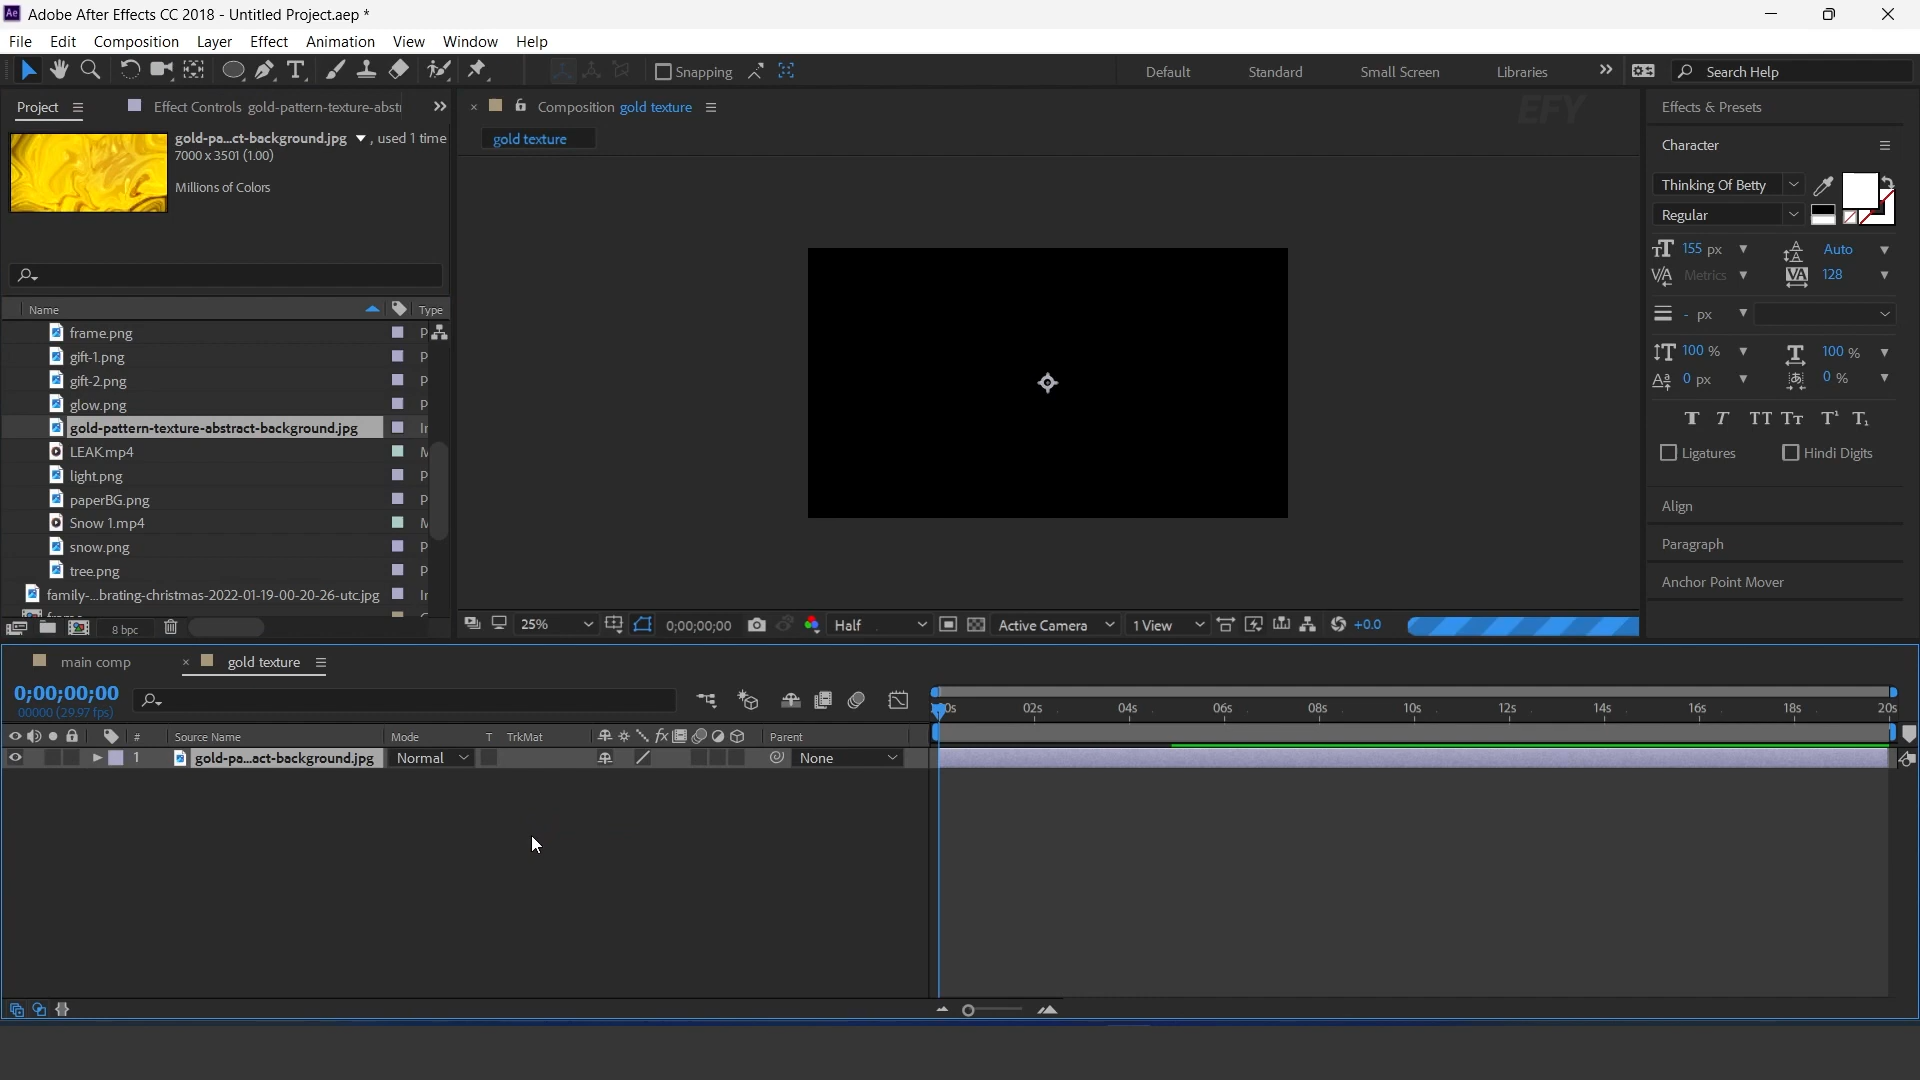 Adobe After Effects CC 2018 - Untitled Project.aep *
File Edit Composition Layer Effect Animation View Window Help
Snapping
Default Standard Small Screen Libraries
Search Help
Project
Effect Controls gold-pattern-texture-abstr
Composition gold texture
EFY
gold texture
gold-pa...ct-background.jpg , used 1 time
7000 x 3501 (1.00)
Millions of Colors
Name Type
frame.png P
gift-1.png P
gift-2.png P
glow.png P
gold-pattern-texture-abstract-background.jpg
LEAK.mp4 M
light.png P
paperBG.png P
Snow 1.mp4 M
snow.png P
tree.png P
family-...brating-christmas-2022-01-19-00-20-26-utc.jpg
8 bpc
25% 0;00;00;00 Half Active Camera 1 View +0.0
Effects & Presets
Character
Thinking Of Betty
Regular
155 px Auto
Metrics 128
- px
100 % 100 %
0 px 0 %
Ligatures Hindi Digits
Align
Paragraph
Anchor Point Mover
main comp
gold texture
0;00;00;00
00000 (29.97 fps)
02s 04s 06s 08s 10s 12s 14s 16s 18s 20s
# Source Name Mode T TrkMat Parent
1 gold-pa...act-background.jpg Normal None